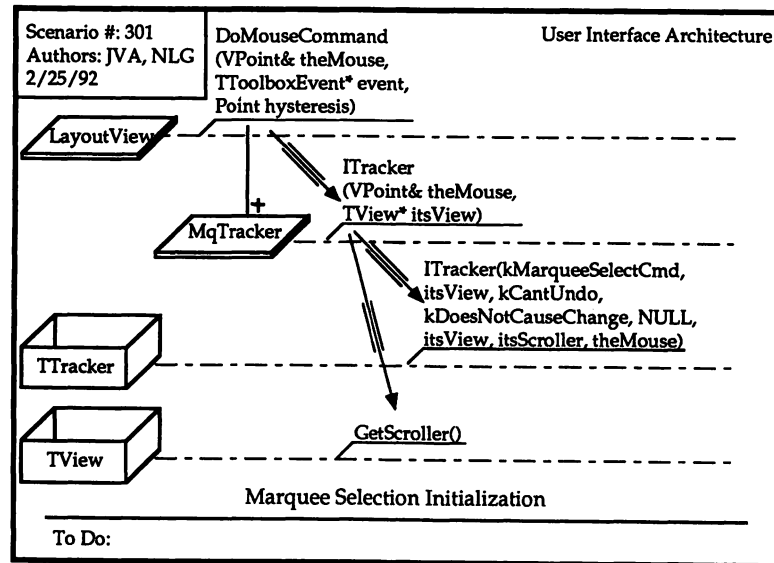 Scenario #: 301
Authors: JVA, NLG
2/25/92
DoMouseCommand
(VPoint& theMouse,
TToolboxEvent* event,
Point hysteresis)
User Interface Architecture
LayoutView
ITracker
(VPoint& theMouse,
TView* itsView)
+
MqTracker
ITracker(kMarqueeSelectCmd,
itsView, kCantUndo,
kDoesNotCauseChange, NULL,
itsView, itsScroller, theMouse)
TTracker
GetScroller()
TView
Marquee Selection Initialization
To Do: